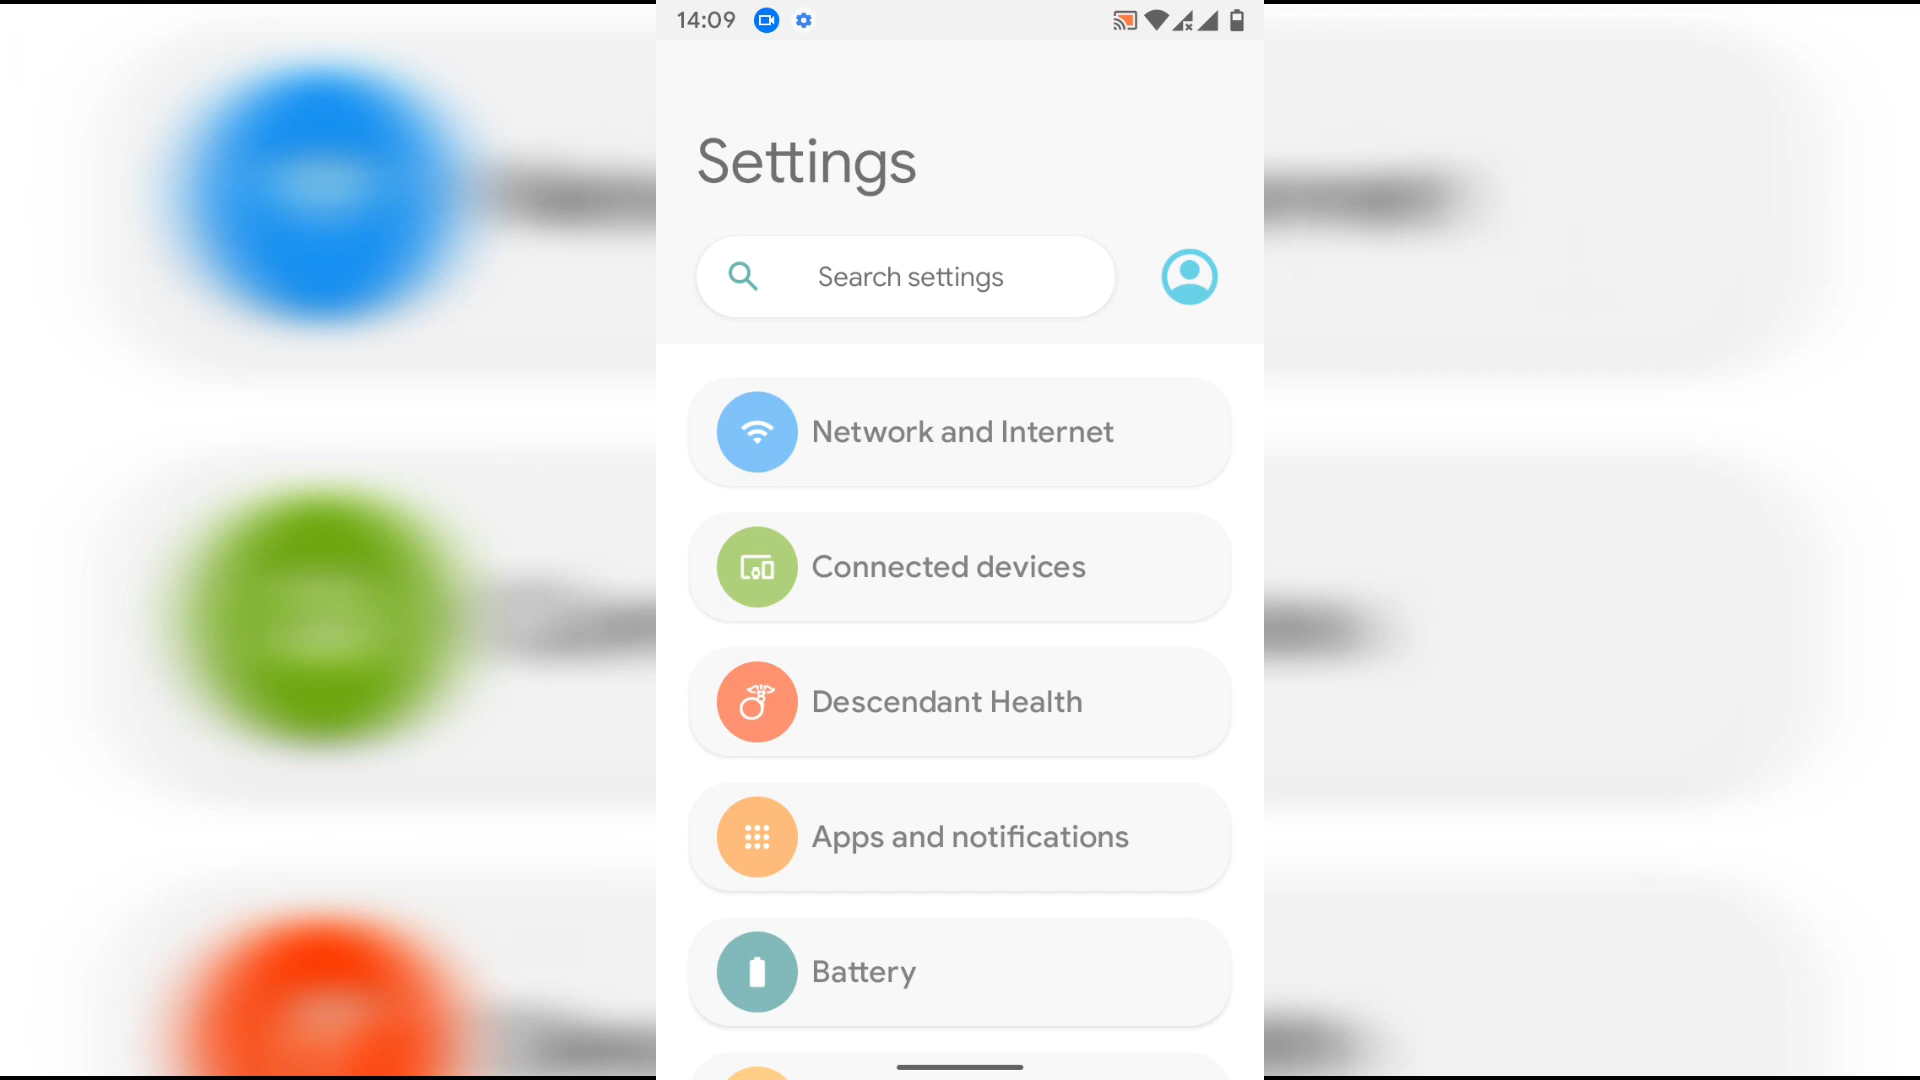 14:09
Settings
Search settings
Network and Internet
Connected devices
Descendant Health
Apps and notifications
Battery